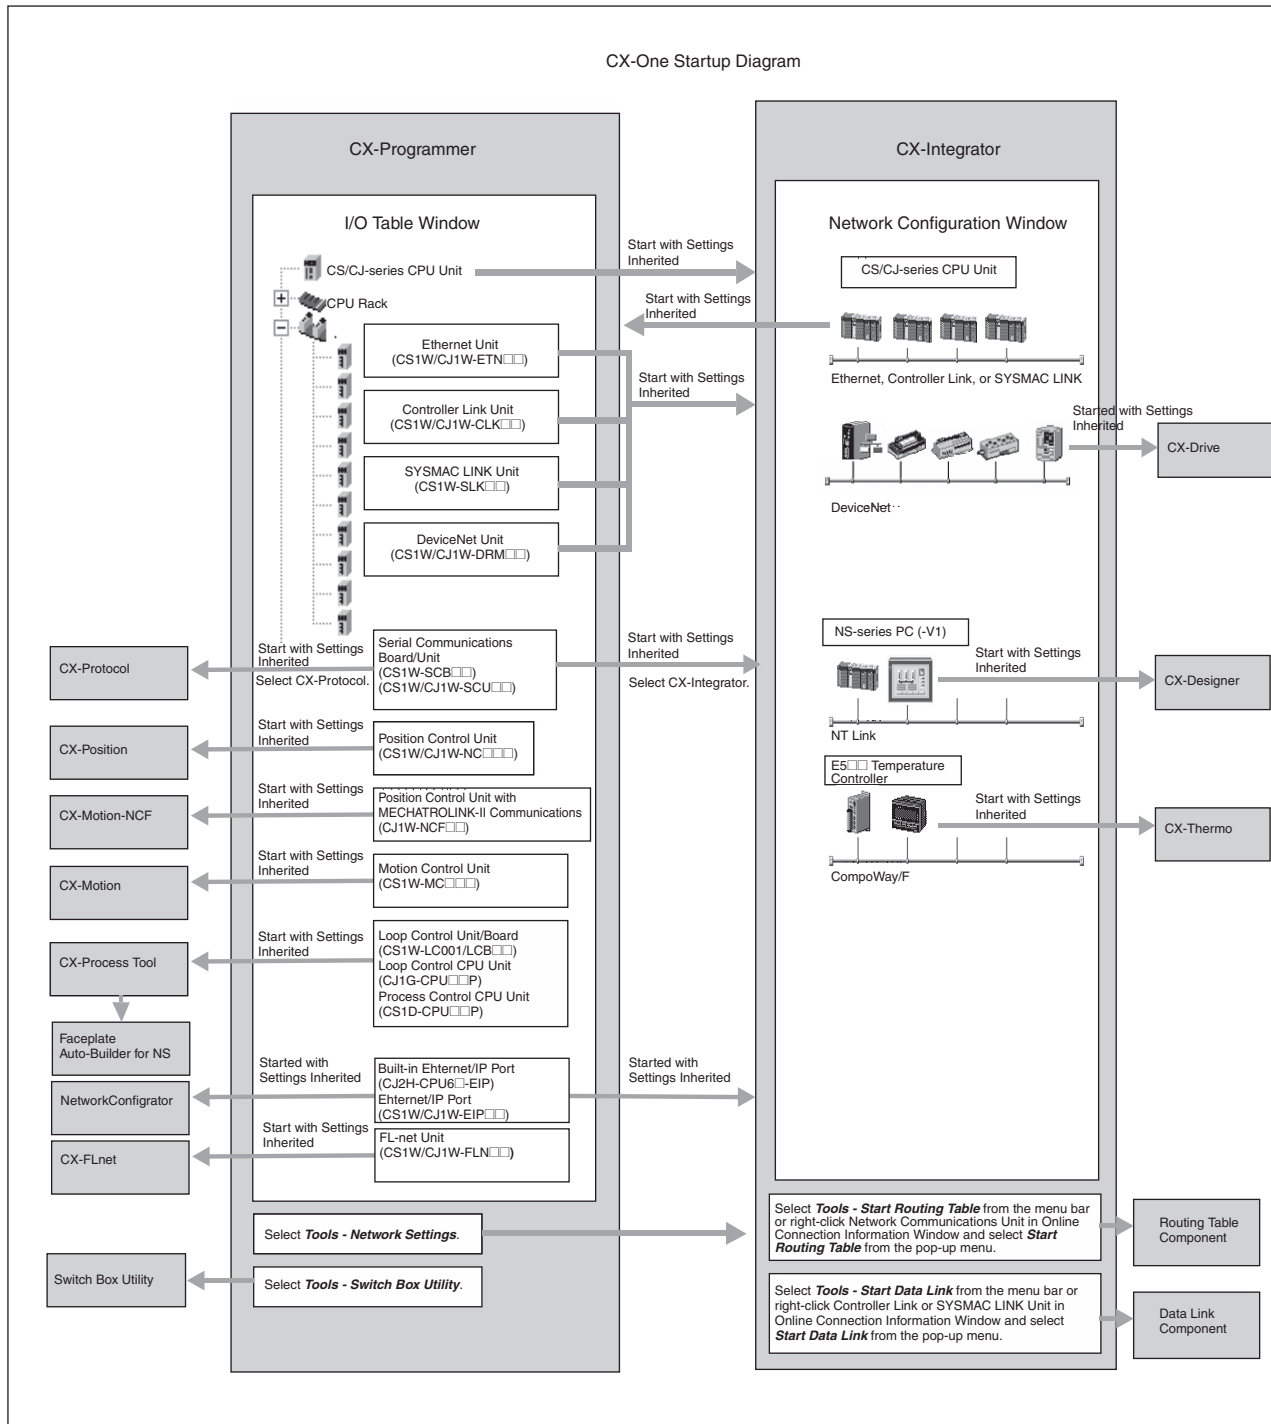 CX-One Startup Diagram
CX-Programmer
I/O Table Window
CS/CJ-series CPU Unit
CPU Rack
Ethernet Unit
(CS1W/CJ1W-ETN□□)
Controller Link Unit
(CS1W/CJ1W-CLK□□)
SYSMAC LINK Unit
(CS1W-SLK□□)
DeviceNet Unit
(CS1W/CJ1W-DRM□□)
Serial Communications
Board/Unit
(CS1W-SCB□□)
(CS1W/CJ1W-SCU□□)
Position Control Unit
(CS1W/CJ1W-NC□□□)
Position Control Unit with
MECHATROLINK-II Communications
(CJ1W-NCF□□)
Motion Control Unit
(CS1W-MC□□□)
Loop Control Unit/Board
(CS1W-LC001/LCB□□)
Loop Control CPU Unit
(CJ1G-CPU□□P)
Process Control CPU Unit
(CS1D-CPU□□P)
Built-in Ehternet/IP Port
(CJ2H-CPU6□-EIP)
Ehternet/IP Port
(CS1W/CJ1W-EIP□□)
FL-net Unit
(CS1W/CJ1W-FLN□□)
Select Tools - Network Settings.
Select Tools - Switch Box Utility.
Start with Settings
Inherited
Select CX-Protocol.
Start with Settings
Inherited
Start with Settings
Inherited
Start with Settings
Inherited
Start with Settings
Inherited
Started with
Settings Inherited
Start with Settings
Inherited
CX-Protocol
CX-Position
CX-Motion-NCF
CX-Motion
CX-Process Tool
Faceplate
Auto-Builder for NS
NetworkConfigrator
CX-FLnet
Switch Box Utility
Start with Settings
Inherited
Start with Settings
Inherited
Start with Settings
Inherited
Start with Settings
Inherited
Select CX-Integrator.
Started with
Settings Inherited
CX-Integrator
Network Configuration Window
CS/CJ-series CPU Unit
Ethernet, Controller Link, or SYSMAC LINK
DeviceNet
NS-series PC (-V1)
NT Link
E5□□ Temperature
Controller
CompoWay/F
Started with Settings
Inherited
CX-Drive
Start with Settings
Inherited
CX-Designer
Start with Settings
Inherited
CX-Thermo
Select Tools - Start Routing Table from the menu bar
or right-click Network Communications Unit in Online
Connection Information Window and select Start
Routing Table from the pop-up menu.
Routing Table
Component
Select Tools - Start Data Link from the menu bar or
right-click Controller Link or SYSMAC LINK Unit in
Online Connection Information Window and select
Start Data Link from the pop-up menu.
Data Link
Component